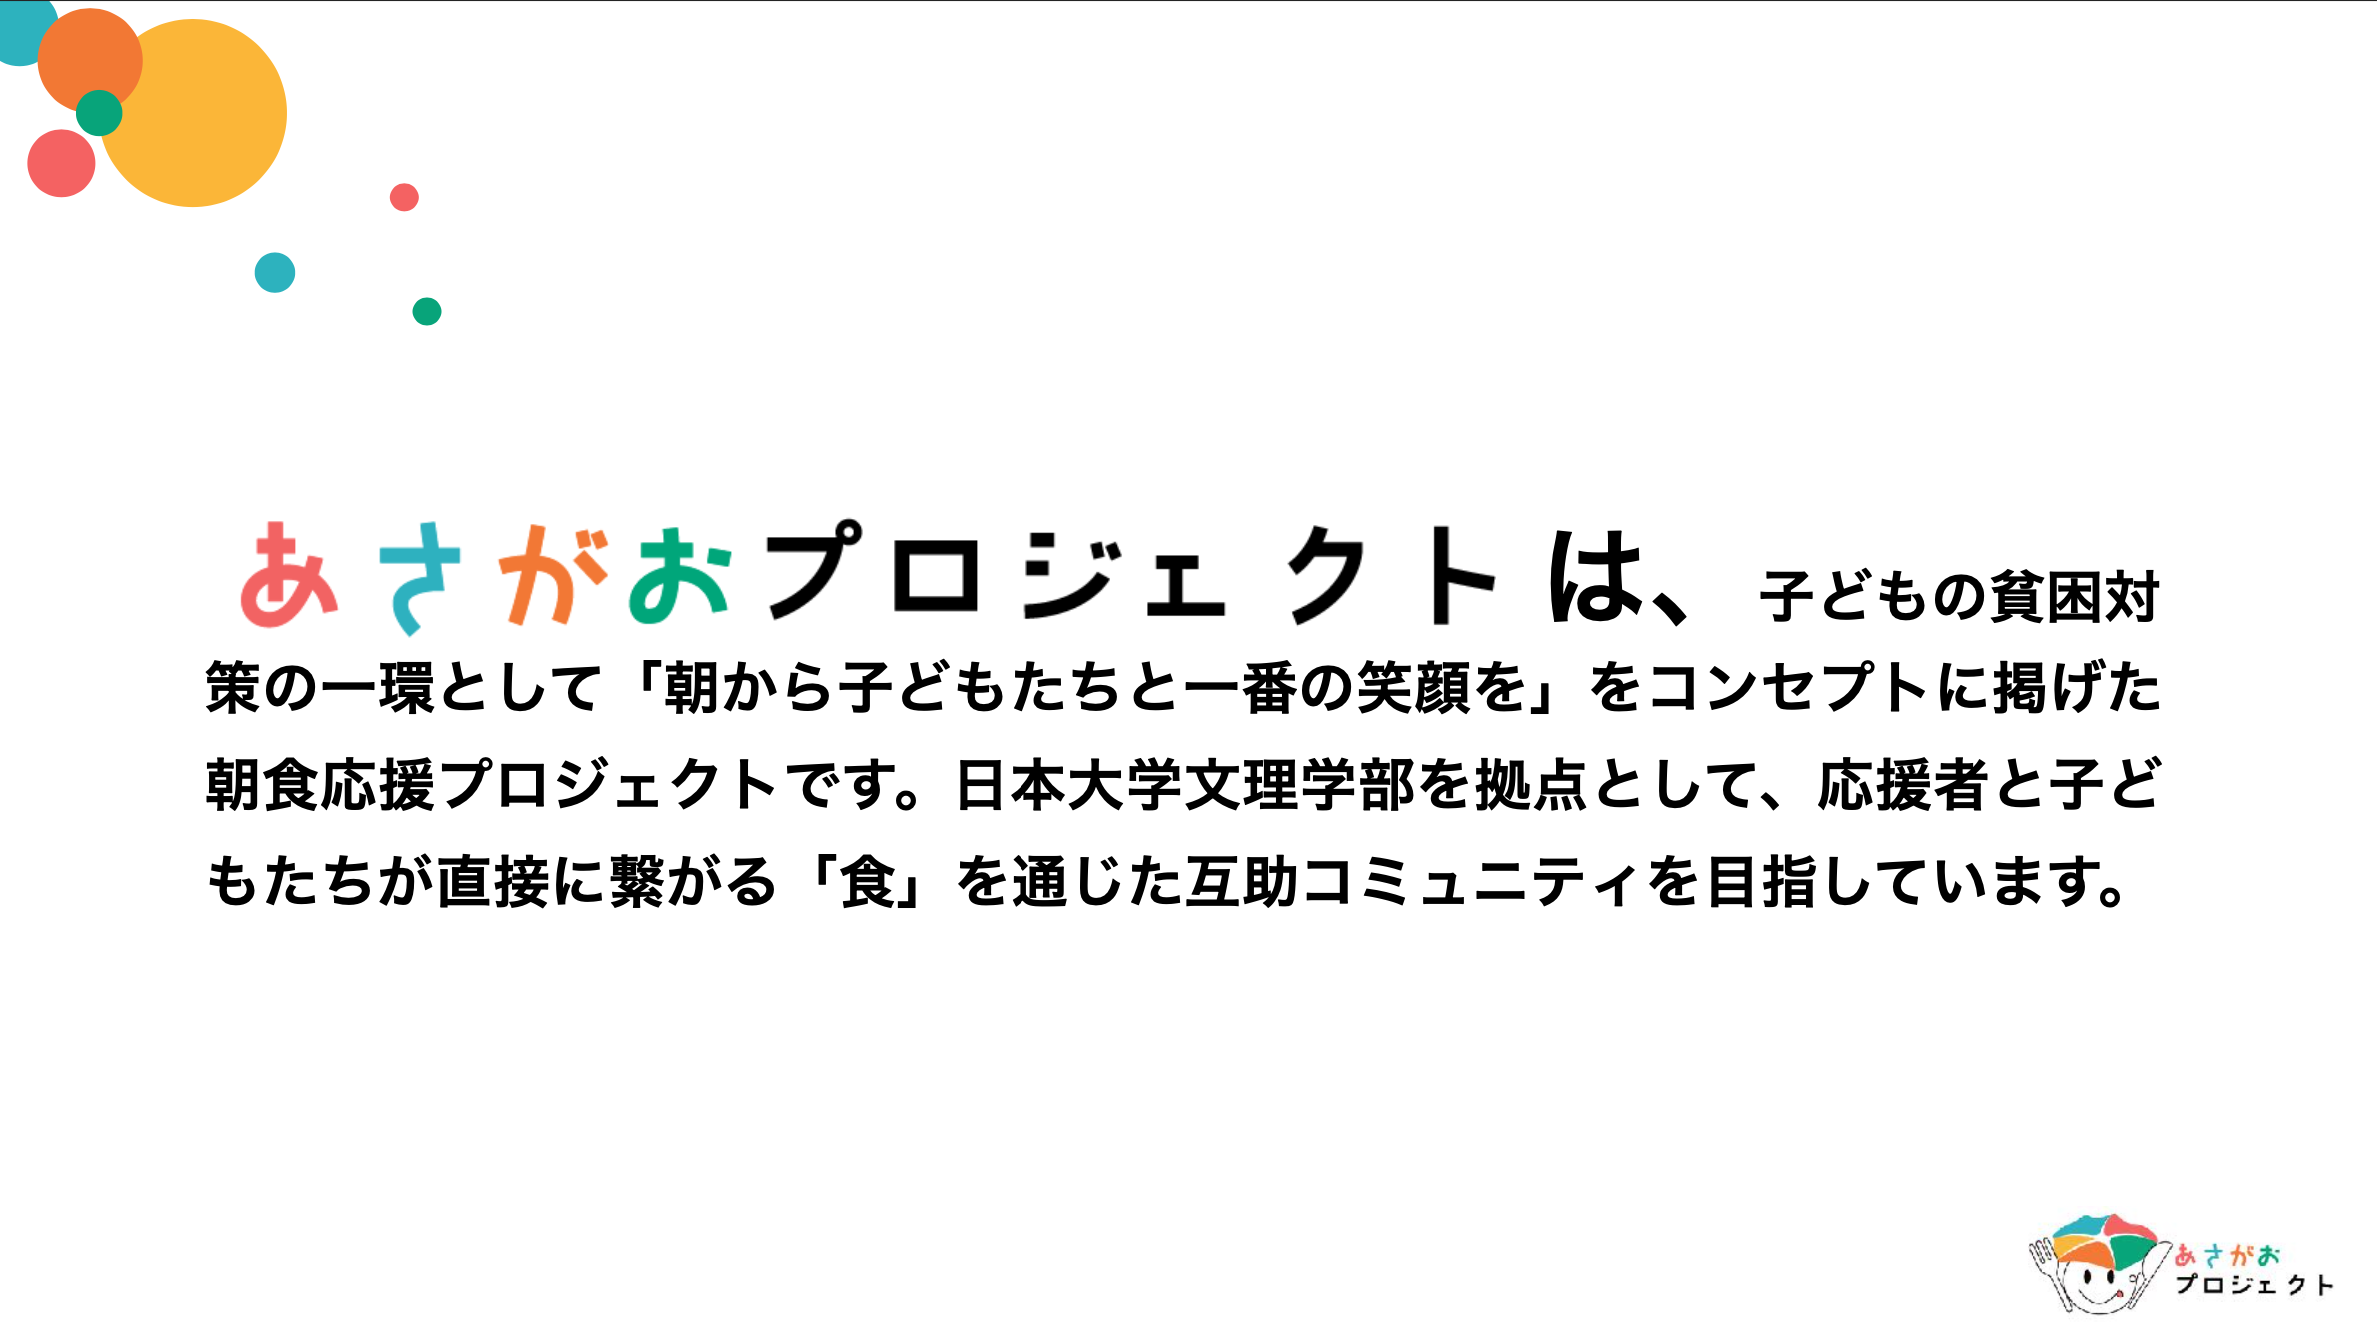 あさがおプロジェクトは、子どもの貧困対
策の一環として「朝から子どもたちと一番の笑顔を」をコンセプトに掲げた
朝食応援プロジェクトです。日本大学文理学部を拠点として、応援者と子ど
もたちが直接に繋がる「食」を通じた互助コミュニティを目指しています。
あさがお
プロジェクト